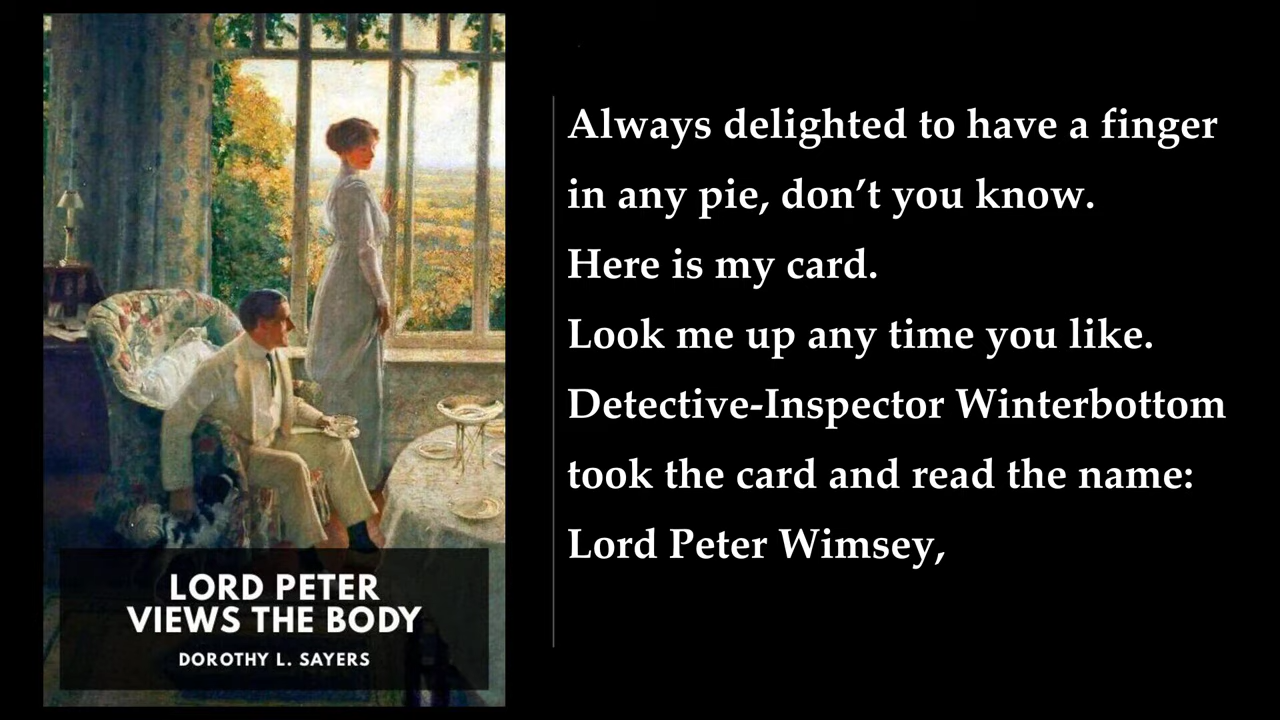 Always delighted to have a finger
in any pie, don’t you know.
Here is my card.
Look me up any time you like.
Detective-Inspector Winterbottom
took the card and read the name:
Lord Peter Wimsey,
LORD PETER
VIEWS THE BODY
DOROTHY L. SAYERS